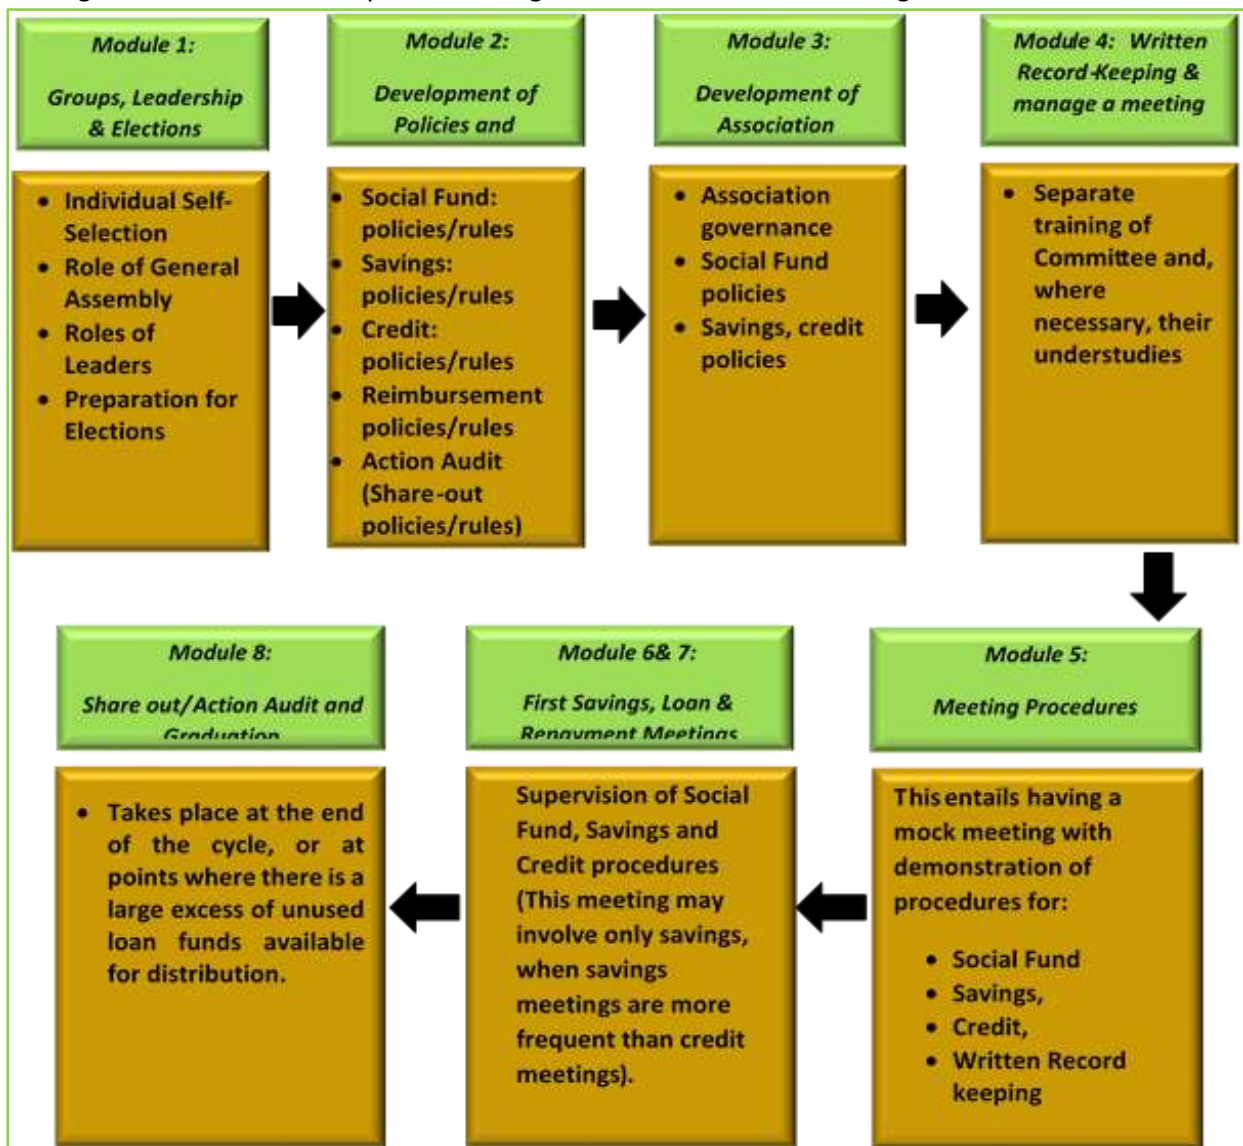 Module 1:
Groups, Leadership
& Elections
• Individual Self-
Selection
• Role of General
Assembly
• Roles of
Leaders
• Preparation for
Elections
Module 2:
Development of
Policies and
• Social Fund:
policies/rules
• Savings:
policies/rules
• Credit:
policies/rules
• Reimbursement
policies/rules
• Action Audit
(Share-out
policies/rules)
Module 3:
Development of
Association
• Association
governance
• Social Fund
policies
• Savings, credit
policies
Module 4: Written
Record-Keeping &
manage a meeting
• Separate
training of
Committee and,
where
necessary, their
understudies
Module 5:
Meeting Procedures
This entails having a
mock meeting with
demonstration of
procedures for:
• Social Fund
• Savings,
• Credit,
• Written Record
keeping
Module 6& 7:
First Savings, Loan &
Repayment Meetings
Supervision of Social
Fund, Savings and
Credit procedures
(This meeting may
involve only savings,
when savings
meetings are more
frequent than credit
meetings).
Module 8:
Share out/Action Audit and
Graduation
• Takes place at the end
of the cycle, or at
points where there is a
large excess of unused
loan funds available
for distribution.